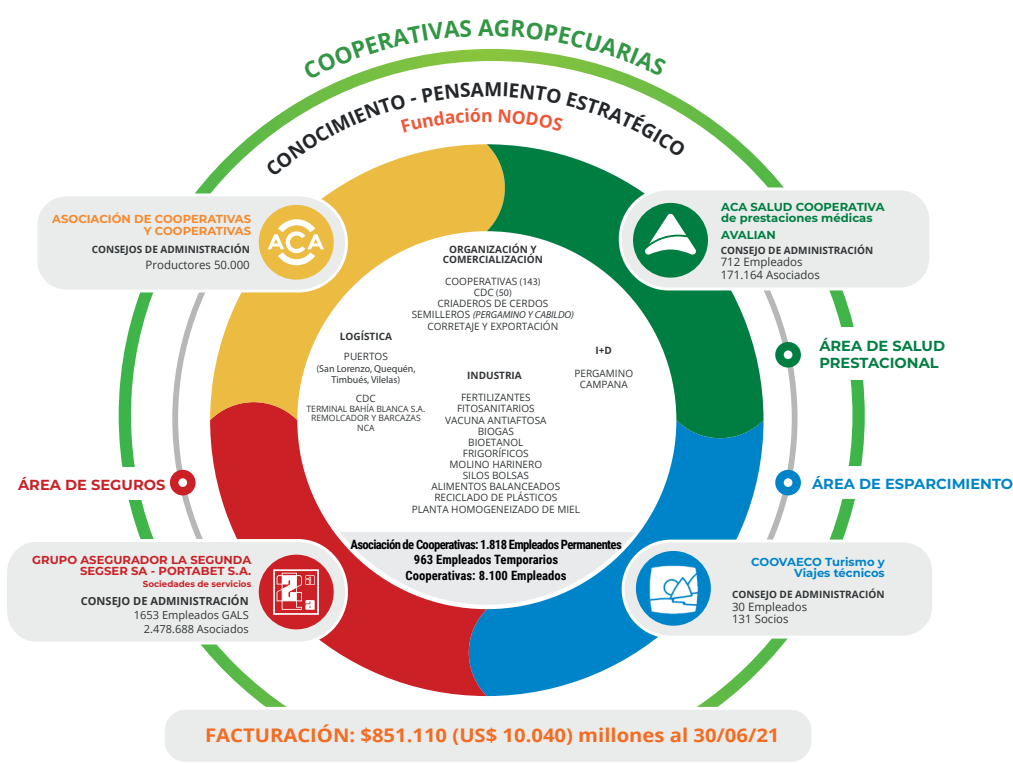 COOPERATIVAS AGROPECUARIAS
CONOCIMIENTO - PENSAMIENTO ESTRATÉGICO
Fundación NODOS
ASOCIACIÓN DE COOPERATIVAS
Y COOPERATIVAS
CONSEJOS DE ADMINISTRACIÓN
Productores 50.000
ACA
ACA SALUD COOPERATIVA
de prestaciones médicas
AVALIAN
CONSEJO DE ADMINISTRACIÓN
712 Empleados
171.164 Asociados
ORGANIZACIÓN Y
COMERCIALIZACIÓN
COOPERATIVAS (143)
CDC (50)
CRIADEROS DE CERDOS
SEMILLEROS (PERGAMINO Y CABILDO)
CORRETAJE Y EXPORTACIÓN
LOGÍSTICA
PUERTOS
(San Lorenzo, Quequén,
Timbués, Vilelas)
CDC
TERMINAL BAHÍA BLANCA S.A.
REMOLCADOR Y BARCAZAS
NCA
I+D
PERGAMINO
CAMPANA
INDUSTRIA
FERTILIZANTES
FITOSANITARIOS
VACUNA ANTIAFTOSA
BIOGAS
BIOETANOL
FRIGORÍFICOS
MOLINO HARINERO
SILOS BOLSAS
ALIMENTOS BALANCEADOS
RECICLADO DE PLÁSTICOS
PLANTA HOMOGENEIZADO DE MIEL
Asociación de Cooperativas: 1.818 Empleados Permanentes
963 Empleados Temporarios
Cooperativas: 8.100 Empleados
ÁREA DE SALUD
PRESTACIONAL
ÁREA DE SEGUROS
ÁREA DE ESPARCIMIENTO
GRUPO ASEGURADOR LA SEGUNDA
SEGSER SA - PORTABET S.A.
Sociedades de servicios
CONSEJO DE ADMINISTRACIÓN
1653 Empleados GALS
2.478.688 Asociados
2
a
COOVAECO Turismo y
Viajes técnicos
CONSEJO DE ADMINISTRACIÓN
30 Empleados
131 Socios
FACTURACIÓN: $851.110 (US$ 10.040) millones al 30/06/21